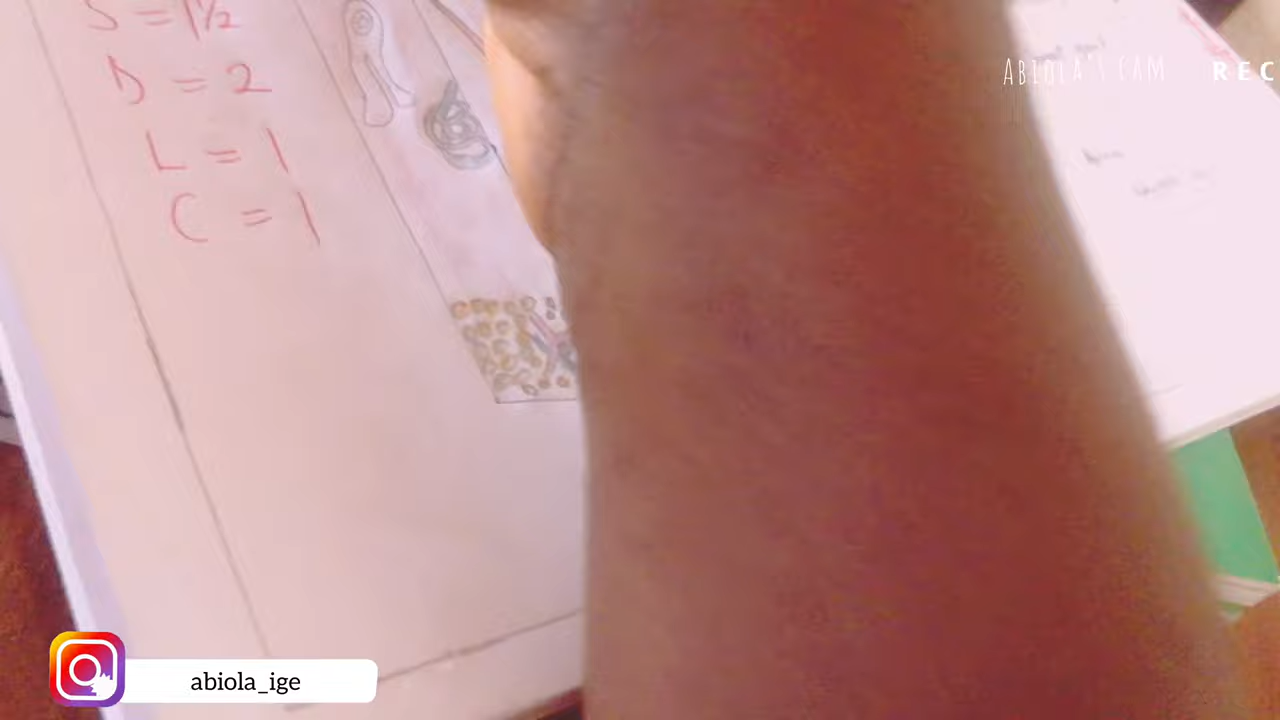 S = 1½
D = 2
L = 1
C = 1
ABIOLA'S CAM
REC
abiola_ige